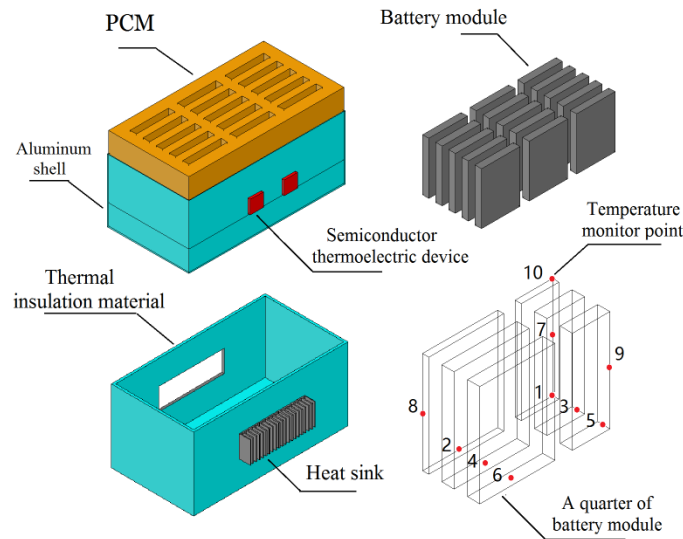 PCM
Battery module
Aluminum
shell
Semiconductor
thermoelectric device
Temperature
monitor point
Thermal
insulation material
Heat sink
10
7
9
8
1
3
5
2
4
6
A quarter of
battery module